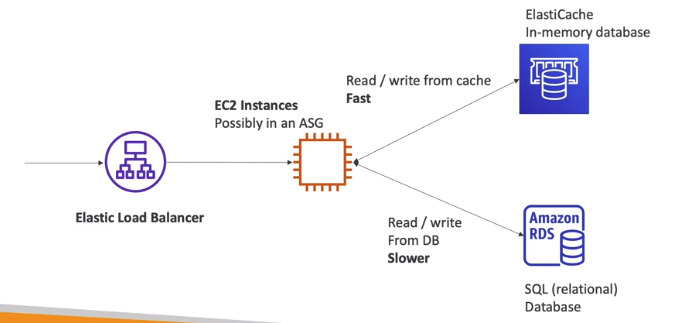 ElastiCache
In-memory database
Read / write from cache
Fast
EC2 Instances
Possibly in an ASG
Elastic Load Balancer
Read / write
From DB
Slower
Amazon
RDS
SQL (relational)
Database